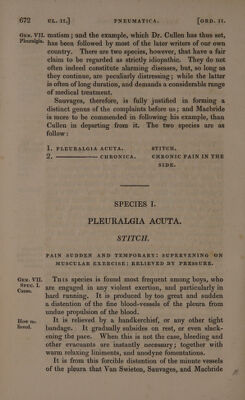 672 CL. II.] PNEUMATICA. [ORD. II.
Gen. VII. matism; and the example, which Dr. Cullen has thus set,
Pleuralgia. has been followed by most of the later writers of our own
country. There are two species, however, that have a fair
claim to be regarded as strictly idiopathic. They do not
often indeed constitute alarming diseases, but, so long as
they continue, are peculiarly distressing; while the latter
is often of long duration, and demands a considerable range
of medical treatment.
Sauvages, therefore, is fully justified in forming a
distinct genus of the complaints before us; and Macbride
is more to be commended in following his example, than
Cullen in departing from it. The two species are as
follow:
1. PLEURALGIA ACUTA. STITCH.
2. ——— CHRONICA. CHRONIC PAIN IN THE
SIDE.
SPECIES I.
PLEURALGIA ACUTA.
STITCH.
PAIN SUDDEN AND TEMPORARY: SUPERVENING ON
MUSCULAR EXERCISE: RELIEVED BY PRESSURE.
Gen. VII. This species is found most frequent among boys, who
Spec. I. are engaged in any violent exertion, and particularly in
Cause. hard running. It is produced by too great and sudden
a distention of the fine blood-vessels of the pleura from
undue propulsion of the blood.
How re- It is relieved by a handkerchief, or any other tight
lieved. bandage. It gradually subsides on rest, or even slack-
ening the pace. When this is not the case, bleeding and
other evacuants are instantly necessary; together with
warm relaxing liniments, and anodyne fomentations.
It is from this forcible distention of the minute vessels
of the pleura that Van Swieten, Sauvages, and Macbride